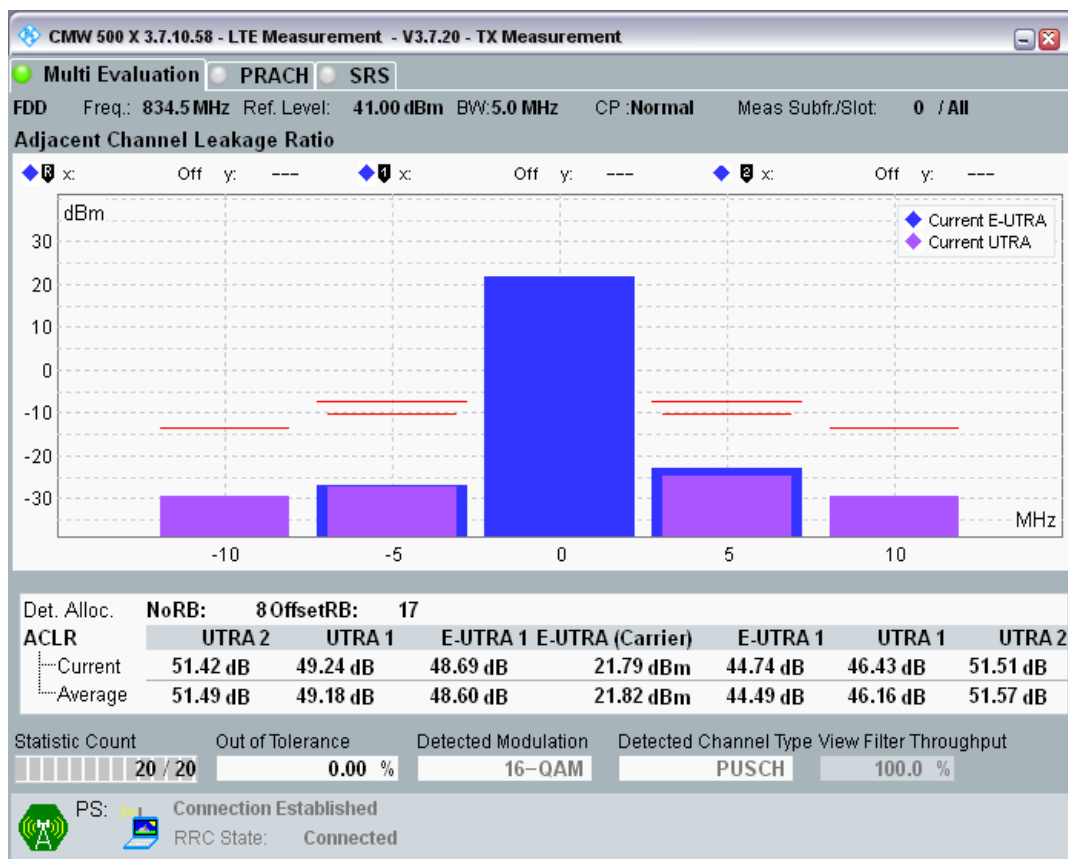 CMW 500 X 3.7.10.58 - LTE Measurement - V3.7.20 - TX Measurement
Multi Evaluation PRACH SRS
FDD Freq.: 834.5 MHz Ref. Level: 41.00 dBm BW:5.0 MHz CP :Normal Meas Subfr./Slot: 0 / All
Adjacent Channel Leakage Ratio
R x: Off y: --- 1 x: Off y: --- 2 x: Off y: ---
dBm
Current E-UTRA
Current UTRA
30
20
10
0
-10
-20
-30
MHz
-10 -5 0 5 10
Det. Alloc. NoRB: 8 OffsetRB: 17
ACLR UTRA 2 UTRA 1 E-UTRA 1 E-UTRA (Carrier) E-UTRA 1 UTRA 1 UTRA 2
Current 51.42 dB 49.24 dB 48.69 dB 21.79 dBm 44.74 dB 46.43 dB 51.51 dB
Average 51.49 dB 49.18 dB 48.60 dB 21.82 dBm 44.49 dB 46.16 dB 51.57 dB
Statistic Count Out of Tolerance Detected Modulation Detected Channel Type View Filter Throughput
20 / 20 0.00 % 16-QAM PUSCH 100.0 %
PS: Connection Established
RRC State: Connected